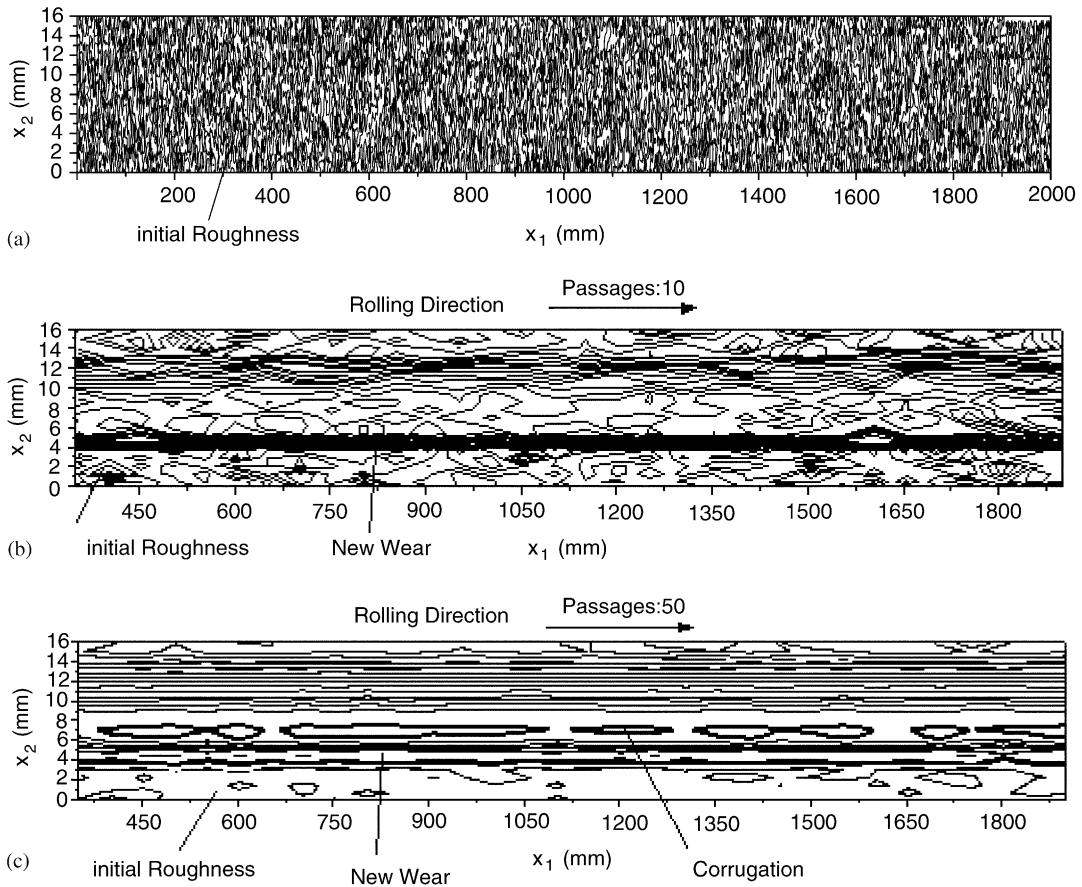 16
14
12
10
8
6
4
2
0
x2 (mm)
200 400 600 800 1000 1200 1400 1600 1800 2000
initial Roughness
x1 (mm)
(a)
Rolling Direction
Passages:10
16
14
12
10
8
6
4
2
0
x2 (mm)
450 600 750 900 1050 1200 1350 1500 1650 1800
initial Roughness
New Wear
x1 (mm)
(b)
Rolling Direction
Passages:50
16
14
12
10
8
6
4
2
0
x2 (mm)
450 600 750 900 1050 1200 1350 1500 1650 1800
initial Roughness
New Wear
x1 (mm)
Corrugation
(c)